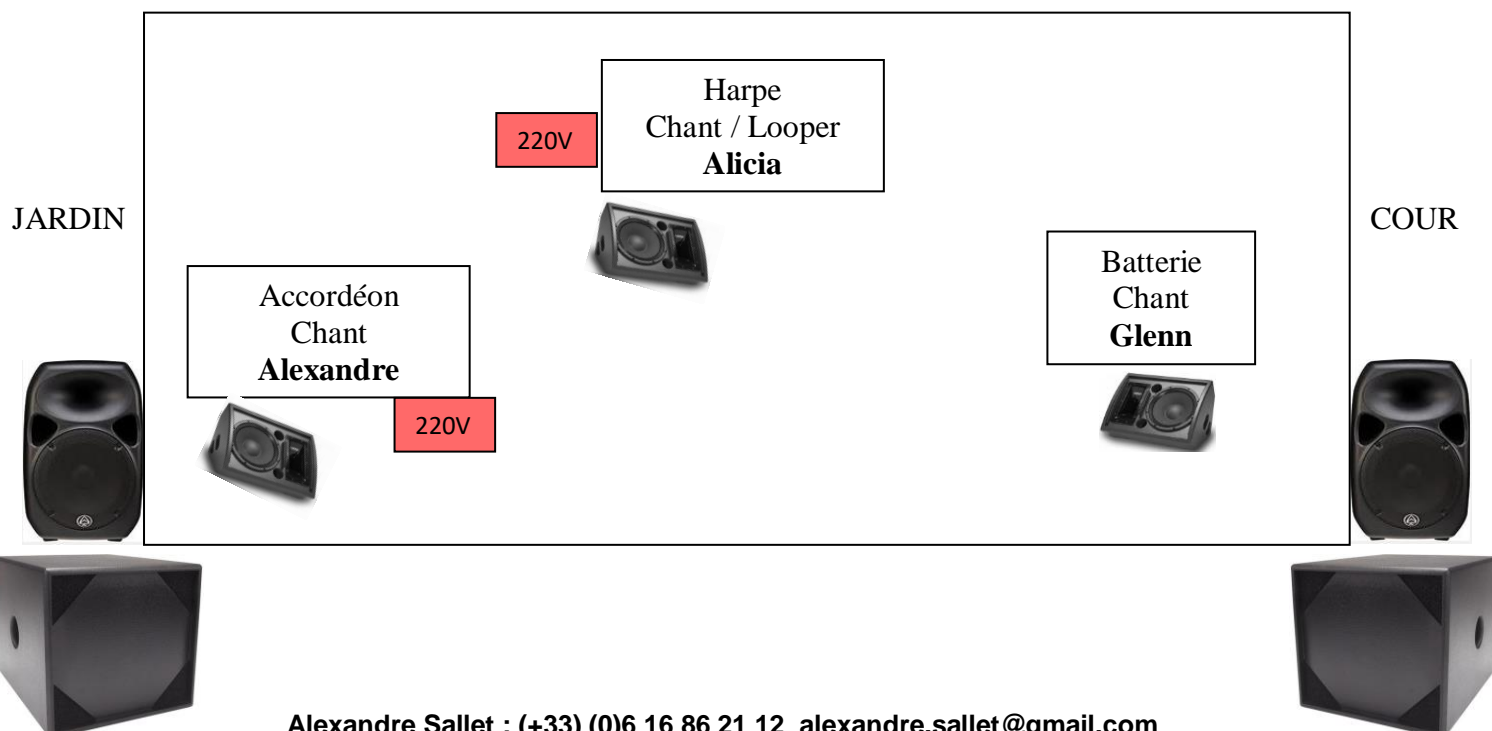 Harpe
Chant / Looper
Alicia
220V
JARDIN
COUR
Batterie
Chant
Glenn
Accordéon
Chant
Alexandre
220V
Alexandre Sallet : (+33) (0)6 16 86 21 12 alexandre.sallet@gmail.com